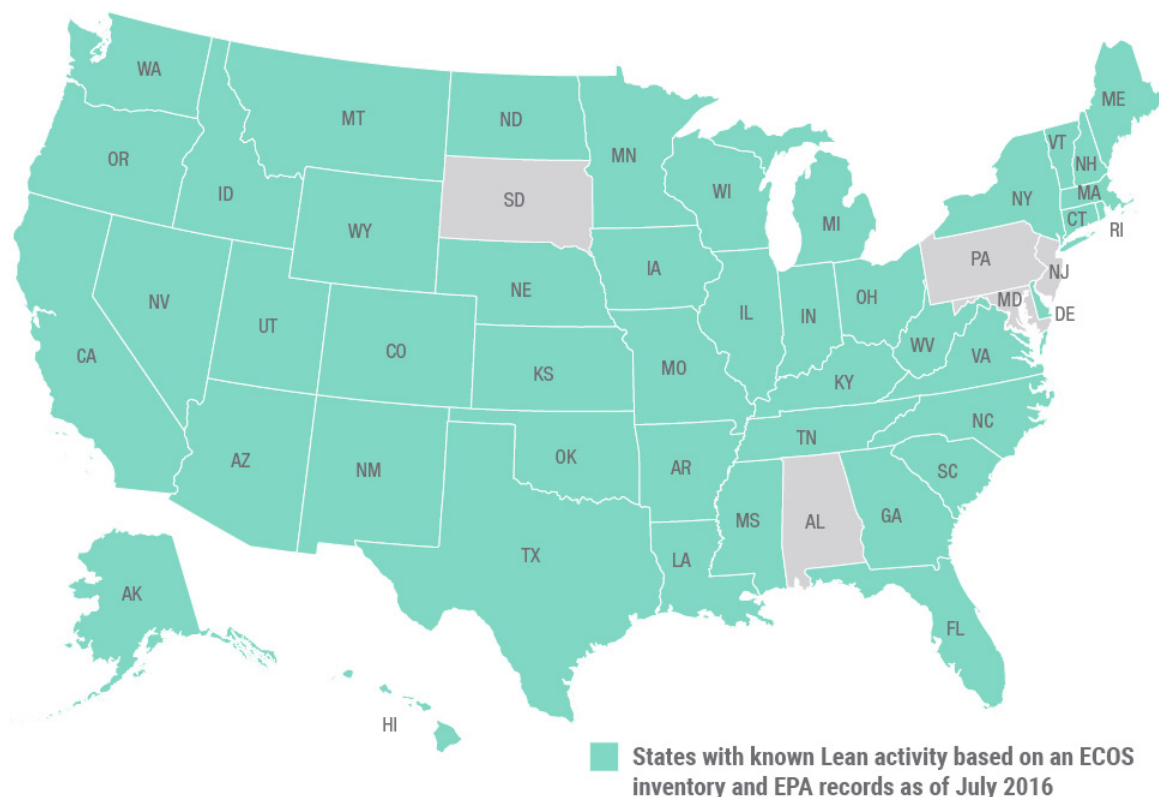 WA
MT
ND
ME
OR
ID
MN
VT
NH
SD
WI
NY
MA
WY
MI
CT
RI
IA
PA
NJ
NE
NV
UT
IL
IN
OH
MD
DE
CA
CO
WV
VA
KS
MO
KY
NC
TN
AZ
NM
OK
AR
SC
MS
AL
GA
TX
LA
AK
FL
HI
States with known Lean activity based on an ECOS
inventory and EPA records as of July 2016